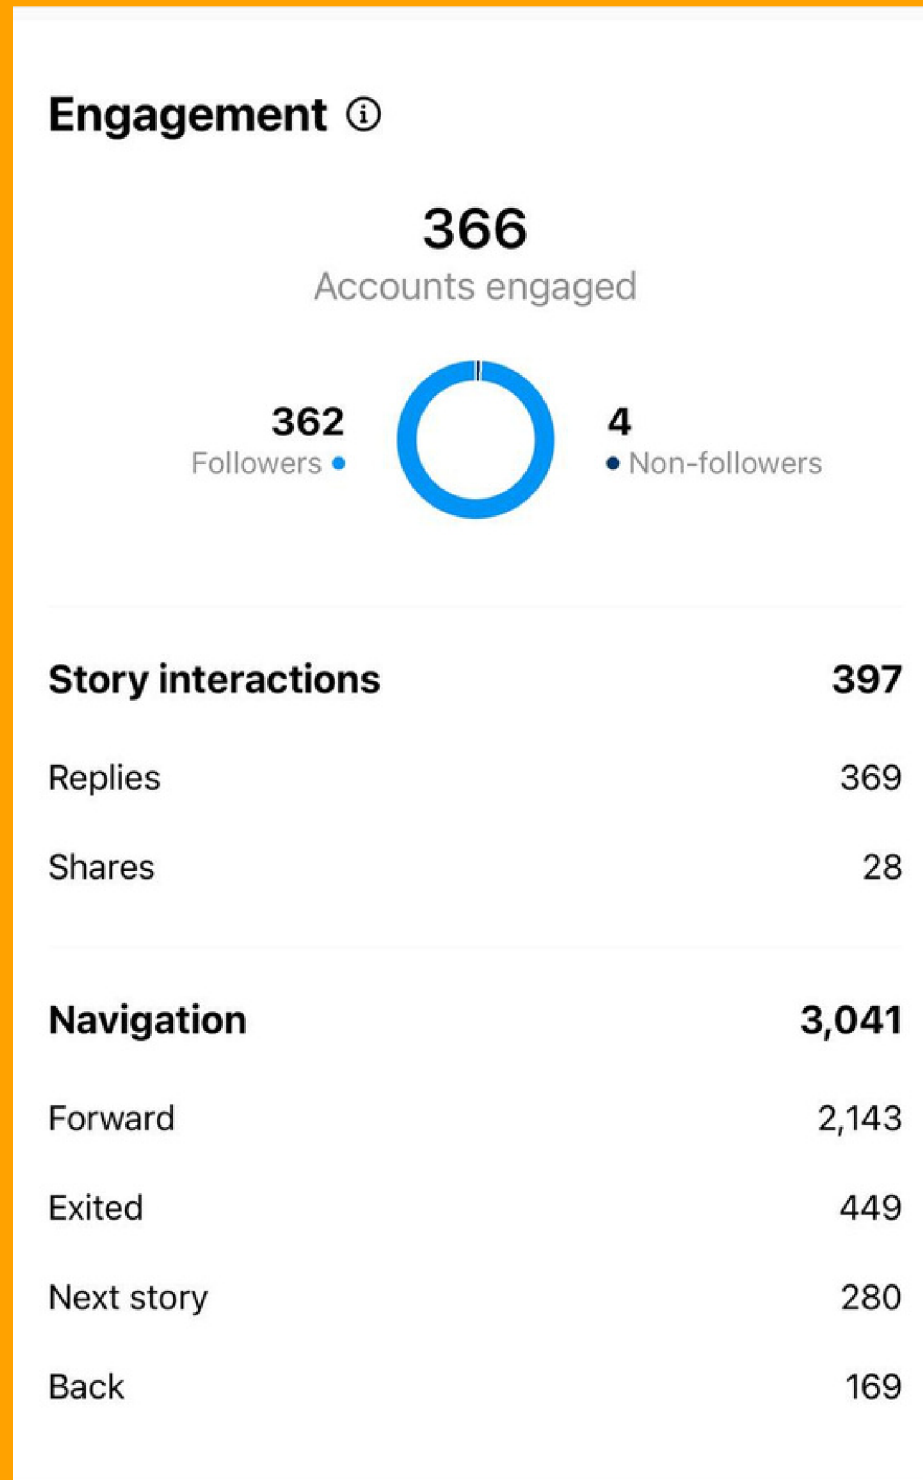 Engagement
366
Accounts engaged
362
Followers
4
Non-followers
Story interactions 397
Replies 369
Shares 28
Navigation 3,041
Forward 2,143
Exited 449
Next story 280
Back 169